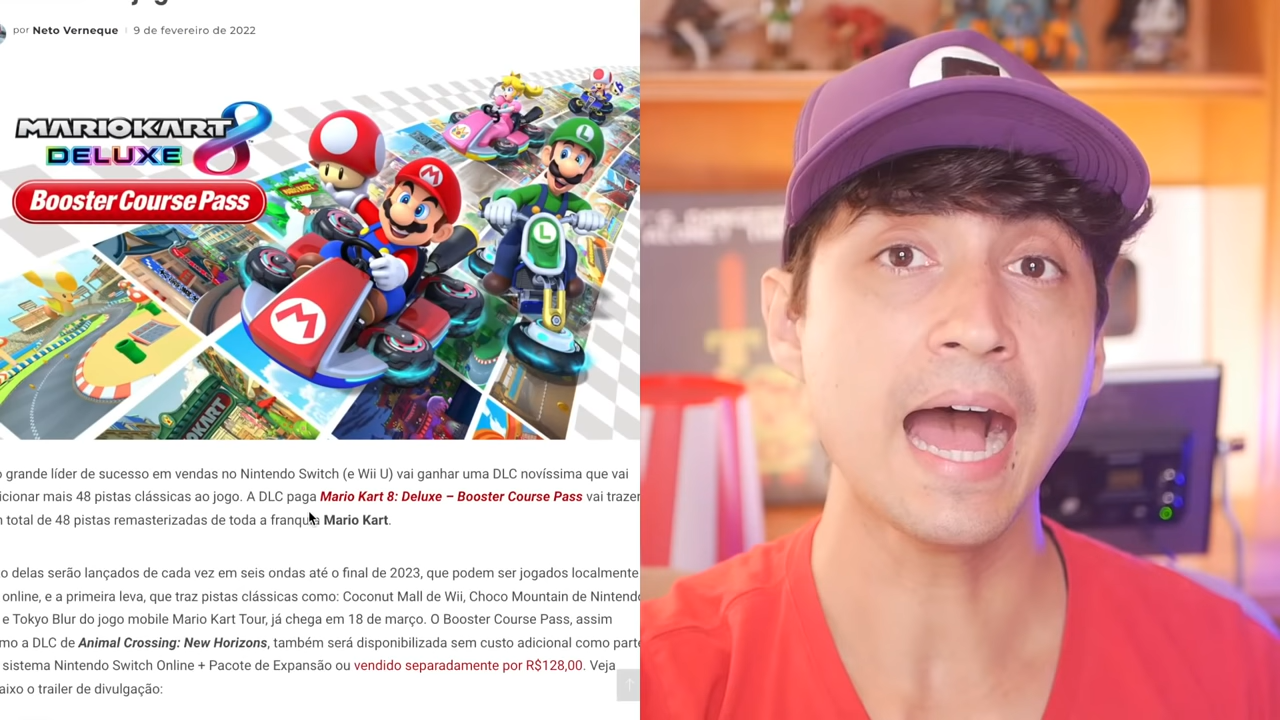 por Neto Verneque 9 de fevereiro de 2022
MARIOKART 8
DELUXE
Booster Course Pass
grande líder de sucesso em vendas no Nintendo Switch (e Wii U) vai ganhar uma DLC novíssima que vai
icionar mais 48 pistas clássicas ao jogo. A DLC paga Mario Kart 8: Deluxe – Booster Course Pass vai trazer
total de 48 pistas remasterizadas de toda a franquia Mario Kart.
o delas serão lançados de cada vez em seis ondas até o final de 2023, que podem ser jogados localmente
online, e a primeira leva, que traz pistas clássicas como: Coconut Mall de Wii, Choco Mountain de Nintendo
e Tokyo Blur do jogo mobile Mario Kart Tour, já chega em 18 de março. O Booster Course Pass, assim
mo a DLC de Animal Crossing: New Horizons, também será disponibilizada sem custo adicional como parte
sistema Nintendo Switch Online + Pacote de Expansão ou vendido separadamente por R$128,00. Veja
aixo o trailer de divulgação: